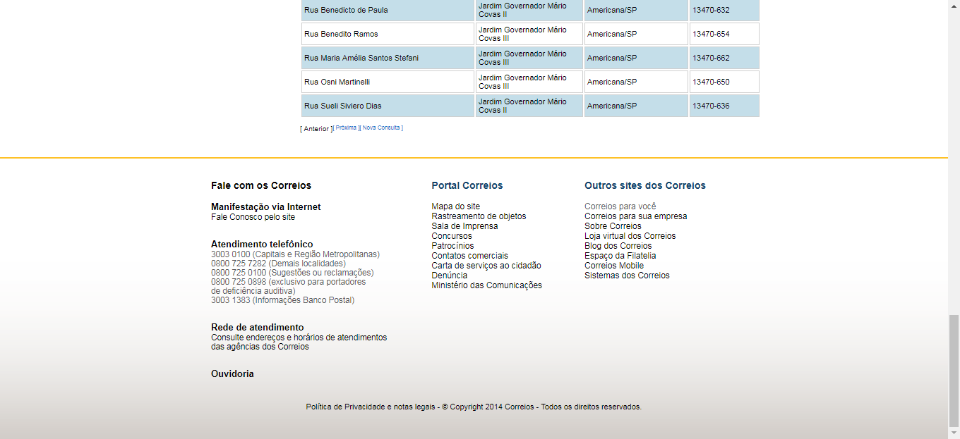 Rua Benedicto de Paula Jardim Governador Mário Covas II Americana/SP 13470-632
Rua Benedito Ramos Jardim Governador Mário Covas III Americana/SP 13470-654
Rua Maria Amélia Santos Stefani Jardim Governador Mário Covas III Americana/SP 13470-662
Rua Osni Martinelli Jardim Governador Mário Covas III Americana/SP 13470-650
Rua Sueli Siviero Dias Jardim Governador Mário Covas II Americana/SP 13470-636
[ Anterior ][ Próxima ][ Nova Consulta ]
Fale com os Correios
Manifestação via Internet
Fale Conosco pelo site
Atendimento telefônico
3003 0100 (Capitais e Região Metropolitanas)
0800 725 7282 (Demais localidades)
0800 725 0100 (Sugestões ou reclamações)
0800 725 0898 (exclusivo para portadores
de deficiência auditiva)
3003 1383 (Informações Banco Postal)
Rede de atendimento
Consulte endereços e horários de atendimentos
das agências dos Correios
Ouvidoria
Portal Correios
Mapa do site
Rastreamento de objetos
Sala de Imprensa
Concursos
Patrocínios
Contatos comerciais
Carta de serviços ao cidadão
Denúncia
Ministério das Comunicações
Outros sites dos Correios
Correios para você
Correios para sua empresa
Sobre Correios
Loja virtual dos Correios
Blog dos Correios
Espaço da Filatelia
Correios Mobile
Sistemas dos Correios
Política de Privacidade e notas legais - © Copyright 2014 Correios - Todos os direitos reservados.